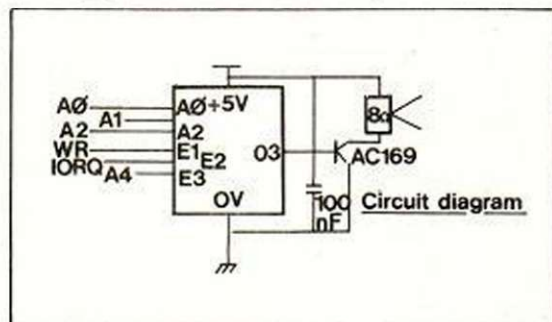 AØ
AØ+5V
A1
A2
A2
WR
E1
IORQ
E2
A4
E3
03
OV
8Ω
AC169
100
nF
Circuit diagram